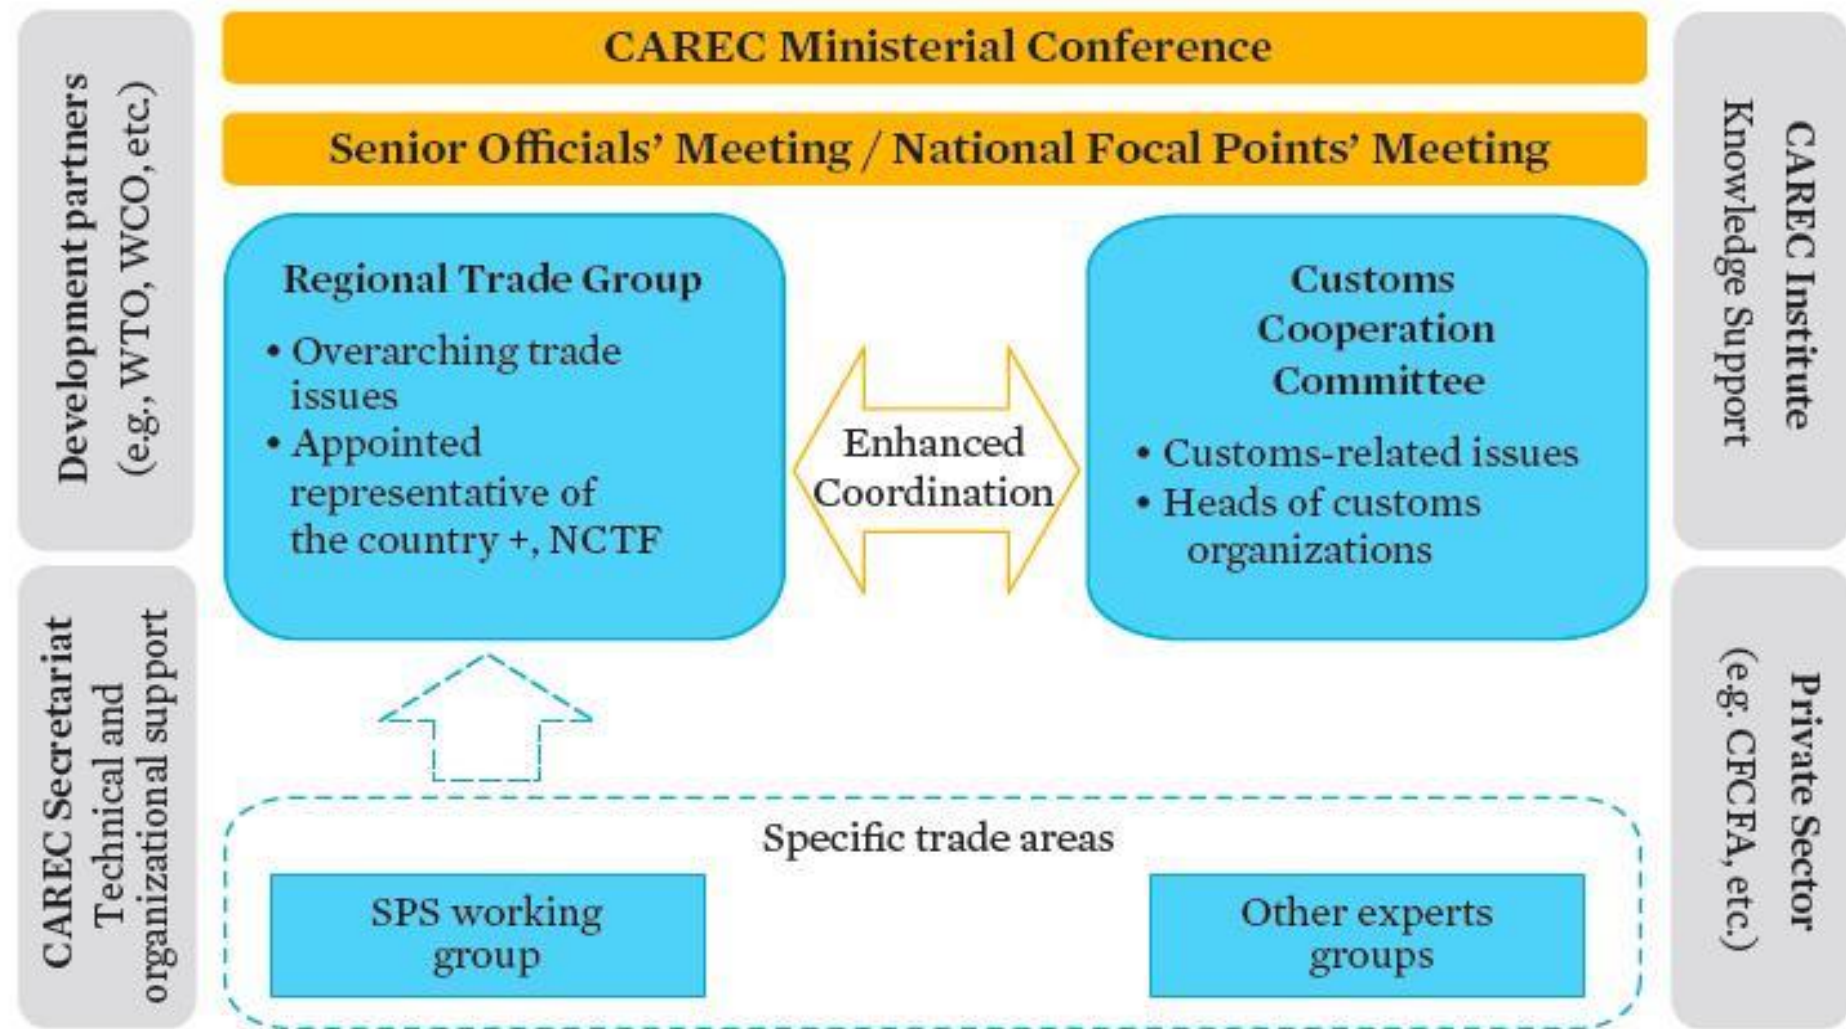 CAREC Ministerial Conference
Senior Officials’ Meeting / National Focal Points’ Meeting
Development partners
(e.g., WTO, WCO, etc.)
CAREC Secretariat
Technical and
organizational support
Regional Trade Group
• Overarching trade
issues
• Appointed
representative of
the country +, NCTF
Enhanced
Coordination
Customs
Cooperation
Committee
• Customs-related issues
• Heads of customs
organizations
CAREC Institute
Knowledge Support
Private Sector
(e.g. CFCFA, etc.)
Specific trade areas
SPS working
group
Other experts
groups